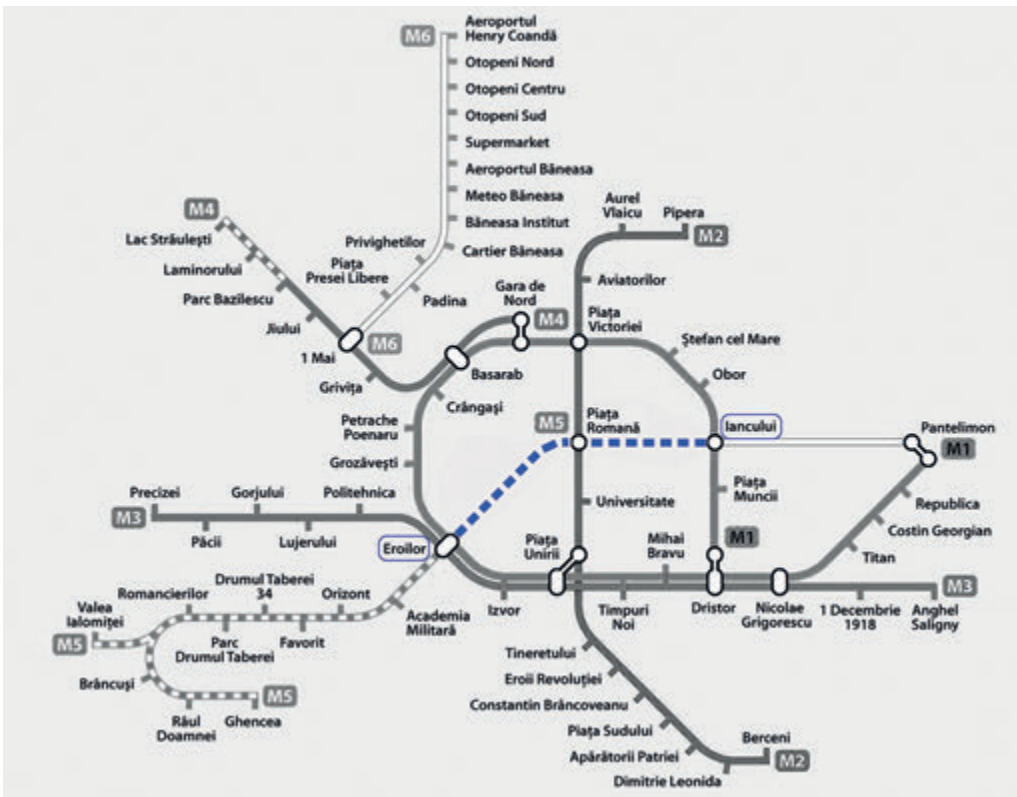 M6
Aeroportul
Henry Coandă
Otopeni Nord
Otopeni Centru
Otopeni Sud
Supermarket
Aeroportul Băneasa
Meteo Băneasa
Băneasa Institut
Cartier Băneasa
Privighetorilor
Piața
Presei Libere
Padina
M4
Lac Străulești
Laminorului
Parc Bazilescu
Jiului
1 Mai
M6
Grivița
Aurel
Vlaicu
Pipera
M2
Aviatorilor
Gara de
Nord
M4
Piața
Victoriei
Ștefan cel Mare
Obor
Basarab
Crângași
Petrache
Poenaru
Grozăvești
M5
Piața
Romană
Iancului
Pantelimon
M1
Republica
Costin Georgian
Titan
Universitate
Piața
Muncii
M1
Precizei
Gorjului
Politehnica
M3
Păcii
Lujerului
Eroilor
Piața
Unirii
Mihai
Bravu
M3
Izvor
Timpuri
Noi
Dristor
Nicolae
Grigorescu
1 Decembrie
1918
Anghel
Saligny
Drumul Taberei
34
Romancierilor
Orizont
Valea
Ialomiței
M5
Parc
Drumul Taberei
Favorit
Academia
Militară
Brâncuși
Râul
Doamnei
Ghencea
M5
Tineretului
Eroii Revoluției
Constantin Brâncoveanu
Piața Sudului
Apărătorii Patriei
Dimitrie Leonida
Berceni
M2